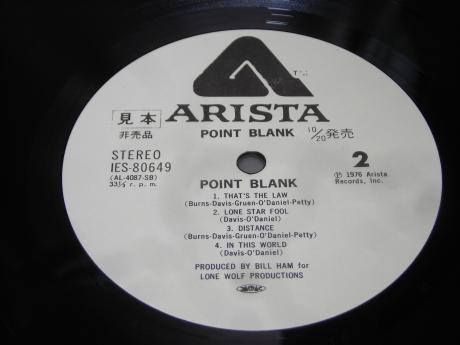 ARISTA
見本
非売品
POINT BLANK
10/20発売
STEREO
IES-80649
(AL-4087-SB)
33⅓ r. p. m.
2
℗ 1976 Arista
Records, Inc.
POINT BLANK
1. THAT'S THE LAW
(Burns-Davis-Gruen-O'Daniel-Petty)
2. LONE STAR FOOL
(Davis-O'Daniel)
3. DISTANCE
(Burns-Davis-Gruen-O'Daniel-Petty)
4. IN THIS WORLD
(Davis-O'Daniel)
PRODUCED BY BILL HAM for
LONE WOLF PRODUCTIONS